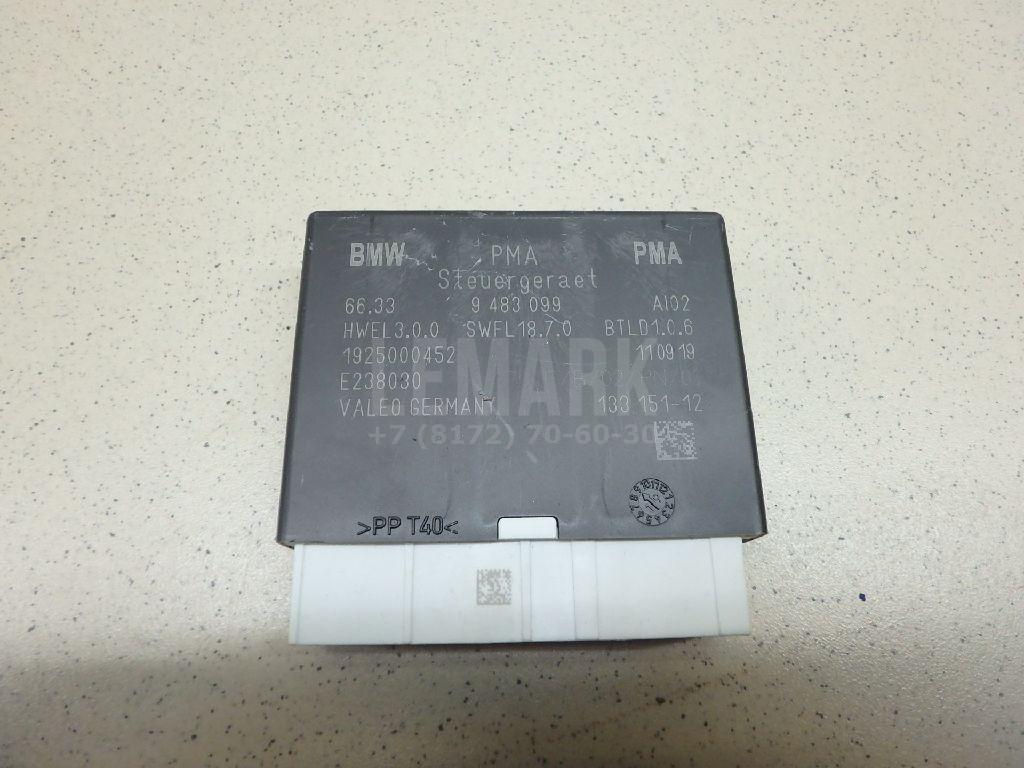 BMW PMA PMA
Steuergeraet
66.33 9 483 099 AI02
HWEL3.0.0 SWFL18.7.0 BTLD1.0.6
1925000452 110919
E238030
VALEO GERMANY 133 151-12
LEMARK
+7 (8172) 70-60-30
>PP T40<